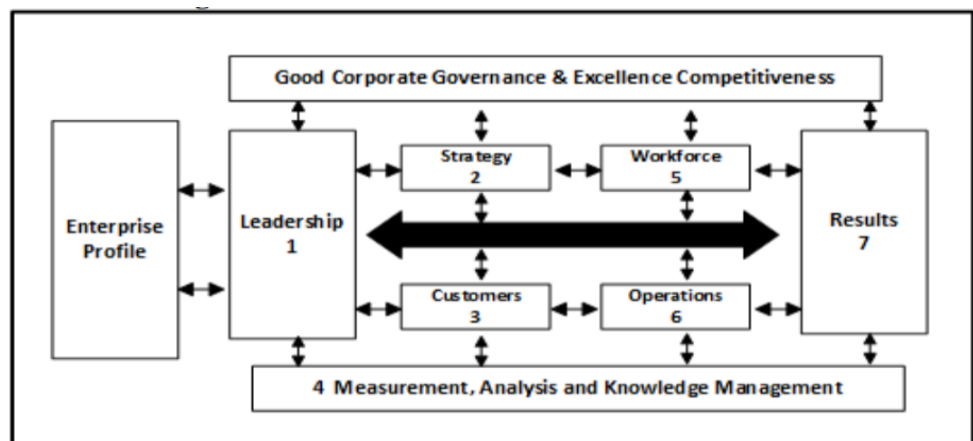 Good Corporate Governance & Excellence Competitiveness
Enterprise
Profile
Leadership
1
Strategy
2
Workforce
5
Customers
3
Operations
6
Results
7
4 Measurement, Analysis and Knowledge Management